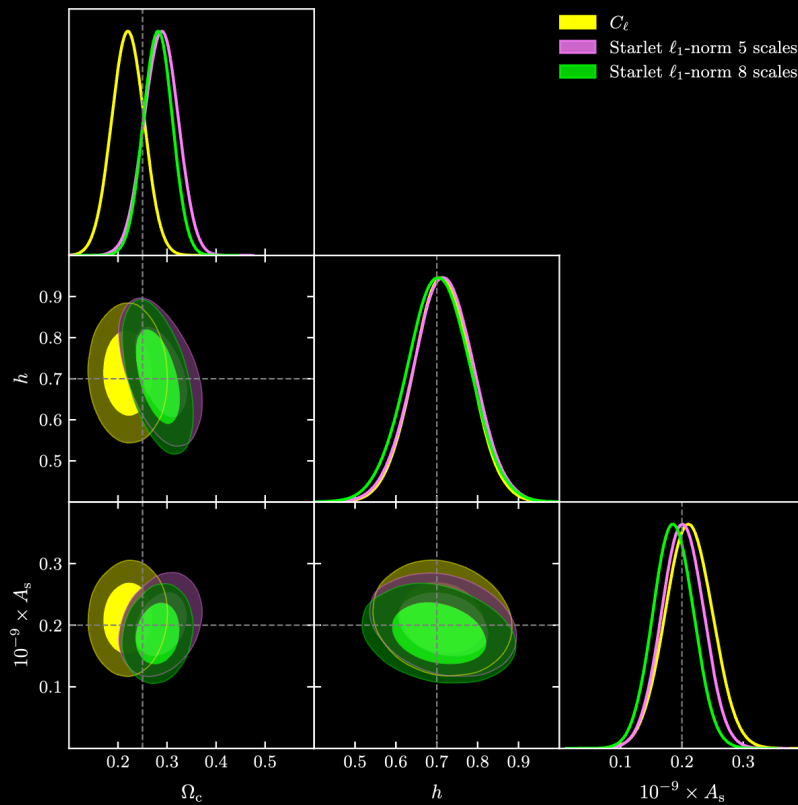 C_ℓ
Starlet ℓ₁-norm 5 scales
Starlet ℓ₁-norm 8 scales
0.9
0.8
0.7
0.6
0.5
h
0.3
0.2
0.1
10⁻⁹ × Aₛ
0.2 0.3 0.4 0.5
0.5 0.6 0.7 0.8 0.9
0.1 0.2 0.3
Ω_c
h
10⁻⁹ × Aₛ